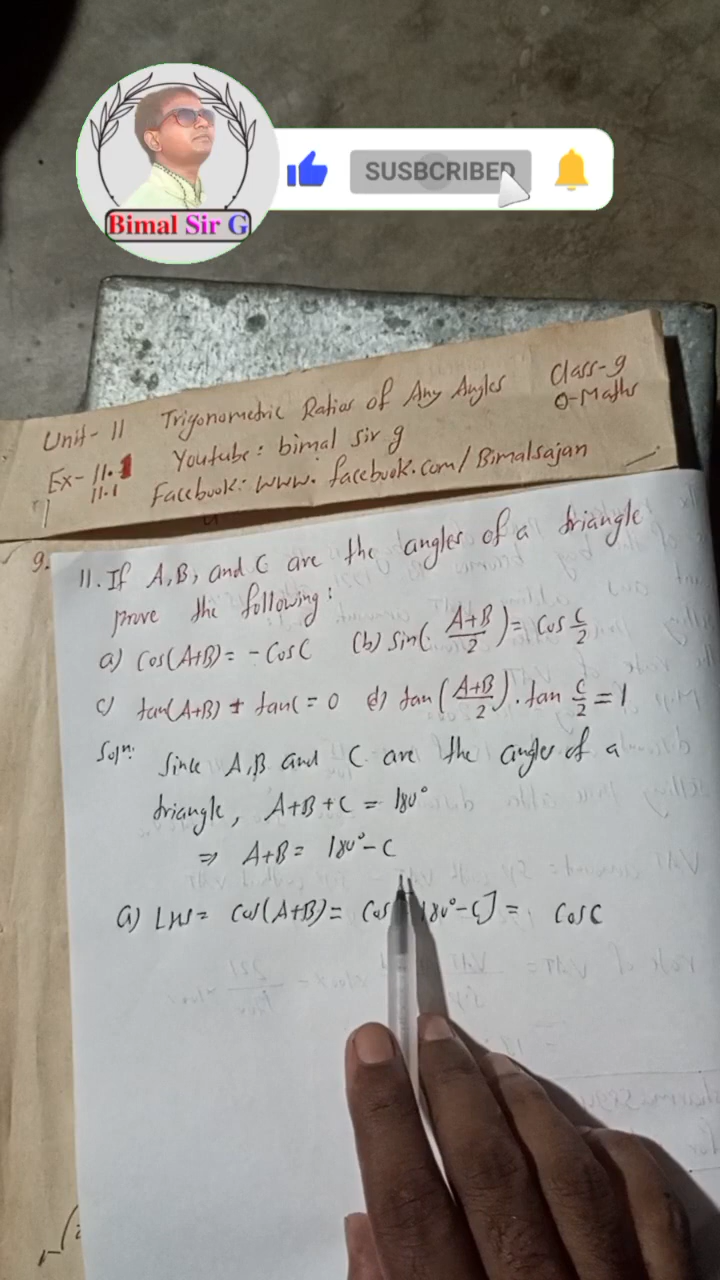 Bimal Sir G
SUSBCRIBED
Unit-11 Trigonometric Ratios of Any Angles Class-9
Ex-11.1 Youtube: bimal sir g O-Maths
11.1 Facebook: www.facebook.com/Bimalsajan
9.
11. If A,B, and C are the angles of a triangle
prove the following:
a) Cos(A+B)= -CosC (b) Sin(A+B/2)= Cos C/2
c) tan(A+B) + tanC = 0 d) tan(A+B/2).tan C/2 = 1
Soln: Since A,B and C are the angles of a
triangle, A+B+C = 180°
⇒ A+B= 180°-C
a) LHS= Cos(A+B)= Cos 180°-C] = CosC